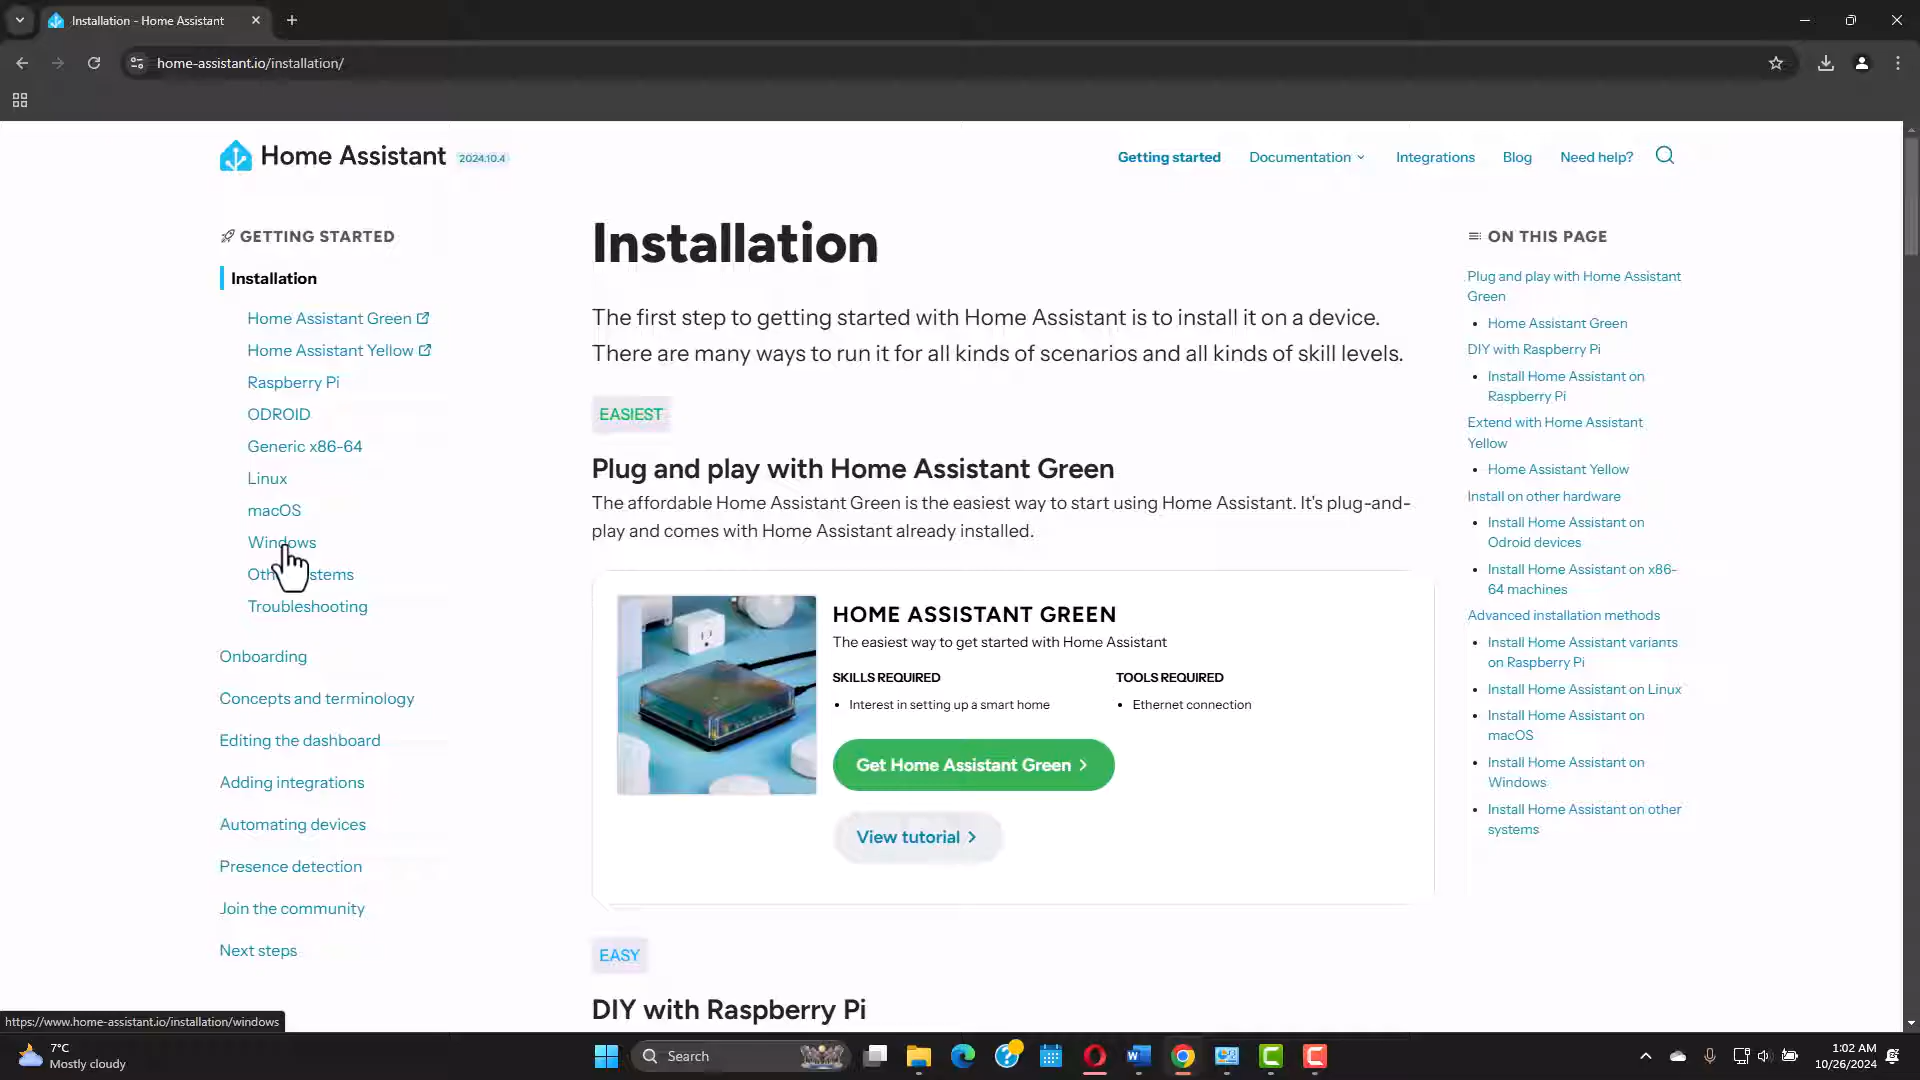 Installation - Home Assistant
home-assistant.io/installation/
Home Assistant 2024.10.4
Getting started
Documentation
Integrations
Blog
Need help?
GETTING STARTED
Installation
Home Assistant Green
Home Assistant Yellow
Raspberry Pi
ODROID
Generic x86-64
Linux
macOS
Windows
Troubleshooting
Onboarding
Concepts and terminology
Editing the dashboard
Adding integrations
Automating devices
Presence detection
Join the community
Next steps
Installation
The first step to getting started with Home Assistant is to install it on a device.
There are many ways to run it for all kinds of scenarios and all kinds of skill levels.
EASIEST
Plug and play with Home Assistant Green
The affordable Home Assistant Green is the easiest way to start using Home Assistant. It's plug-and-
play and comes with Home Assistant already installed.
HOME ASSISTANT GREEN
The easiest way to get started with Home Assistant
SKILLS REQUIRED
• Interest in setting up a smart home
TOOLS REQUIRED
• Ethernet connection
Get Home Assistant Green
View tutorial
EASY
DIY with Raspberry Pi
ON THIS PAGE
Plug and play with Home Assistant
Green
• Home Assistant Green
DIY with Raspberry Pi
• Install Home Assistant on
Raspberry Pi
Extend with Home Assistant
Yellow
• Home Assistant Yellow
Install on other hardware
• Install Home Assistant on
Odroid devices
• Install Home Assistant on x86-
64 machines
Advanced installation methods
• Install Home Assistant variants
on Raspberry Pi
• Install Home Assistant on Linux
• Install Home Assistant on
macOS
• Install Home Assistant on
Windows
• Install Home Assistant on other
systems
https://www.home-assistant.io/installation/windows
7°C
Mostly cloudy
Search
1:02 AM
10/26/2024